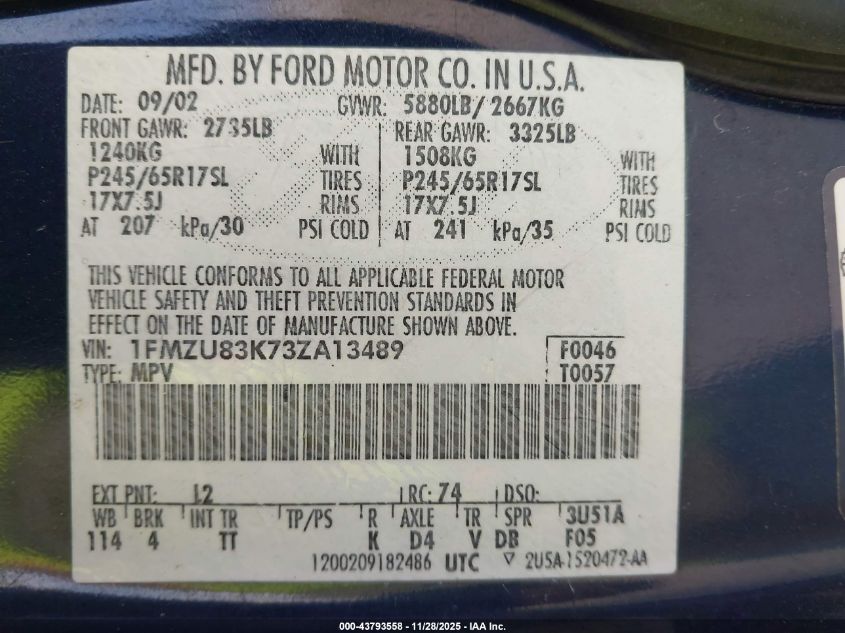 MFD. BY FORD MOTOR CO. IN U.S.A.
DATE: 09/02 GVWR: 5880LB/ 2667KG
FRONT GAWR: 2735LB REAR GAWR: 3325LB
1240KG WITH 1508KG WITH
P245/65R17SL TIRES P245/65R17SL TIRES
17X7.5J RIMS 17X7.5J RIMS
AT 207 kPa/30 PSI COLD AT 241 kPa/35 PSI COLD
THIS VEHICLE CONFORMS TO ALL APPLICABLE FEDERAL MOTOR
VEHICLE SAFETY AND THEFT PREVENTION STANDARDS IN
EFFECT ON THE DATE OF MANUFACTURE SHOWN ABOVE.
VIN: 1FMZU83K73ZA13489 F0046
TYPE: MPV T0057
EXT PNT: L2 RC: 74 DSO:
WB BRK INT TR TP/PS R AXLE TR SPR 3U51A
114 4 TT K D4 V DB F05
1200209182486 UTC ▽ 2U5A-1520472-AA
000-43793558 - 11/28/2025 - IAA Inc.